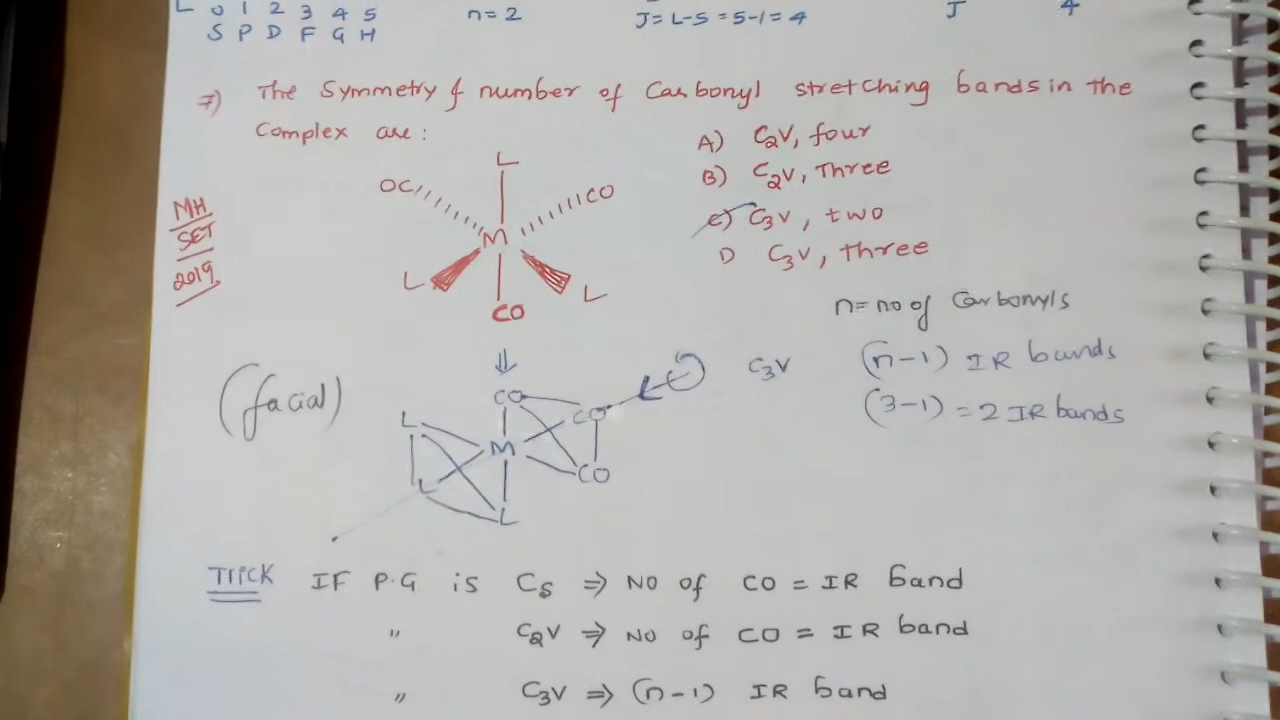 L 0 1 2 3 4 5
S P D F G H
n=2
J=L-S=5-1=4
J 4
7) The Symmetry & number of Carbonyl stretching bands in the
Complex are:
A) C2V, four
B) C2V, Three
C) C3V, two
D C3V, three
MH
SET
2019
L
OC CO
M
L L
CO
n=no of Carbonyls
(n-1) IR bands
(3-1)=2 IR bands
C3V
(facial)
CO
L CO
M
L CO
L
Trick IF P.G is Cs ⇒ NO of CO = IR band
" C2V ⇒ NO of CO = IR band
" C3V ⇒ (n-1) IR band